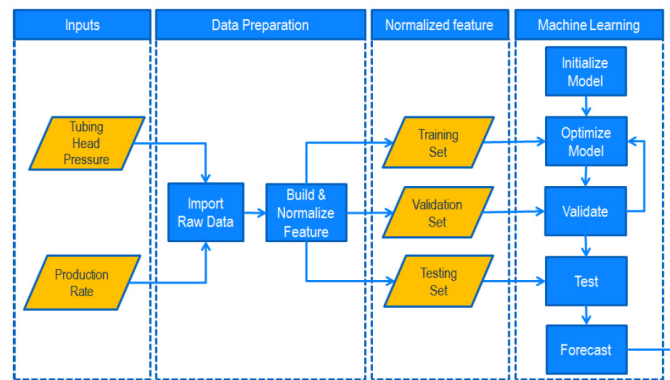 Inputs
Data Preparation
Normalized feature
Machine Learning
Tubing
Head
Pressure
Production
Rate
Import
Raw Data
Build &
Normalize
Feature
Training
Set
Validation
Set
Testing
Set
Initialize
Model
Optimize
Model
Validate
Test
Forecast